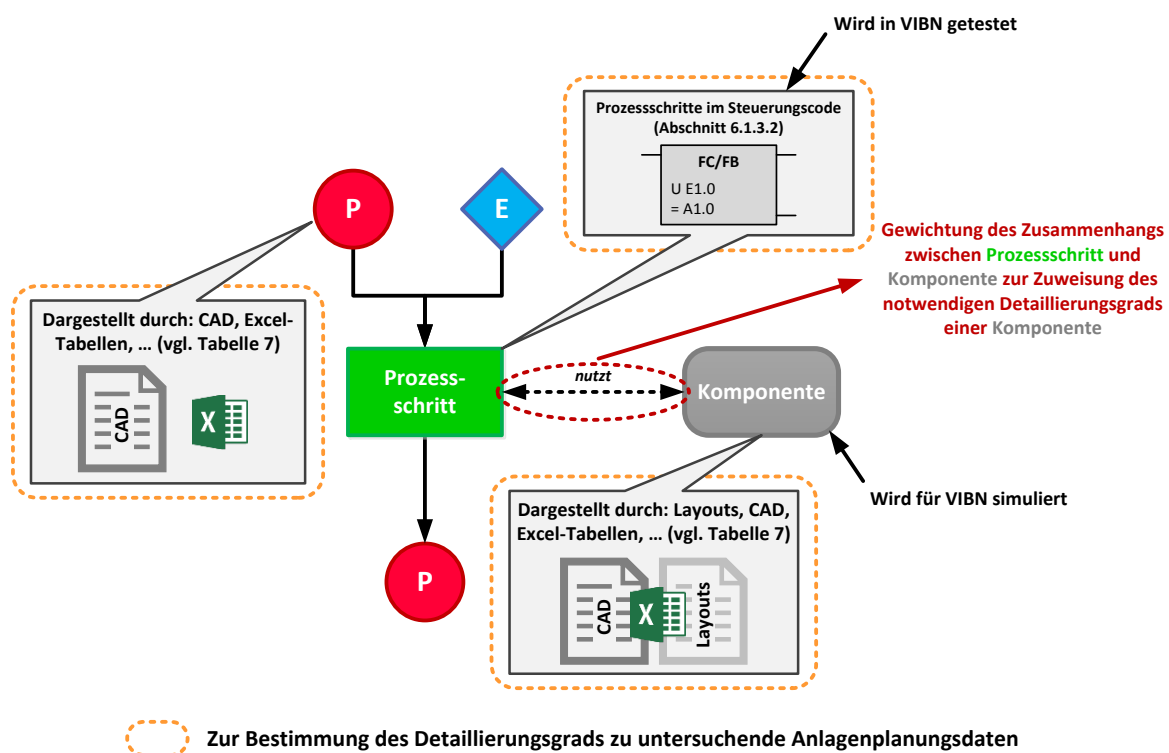 Wird in VIBN getestet
Prozessschritte im Steuerungscode
(Abschnitt 6.1.3.2)
FC/FB
U E1.0
= A1.0
P
E
Gewichtung des Zusammenhangs
zwischen Prozessschritt und
Komponente zur Zuweisung des
notwendigen Detaillierungsgrads
einer Komponente
Dargestellt durch: CAD, Excel-
Tabellen, … (vgl. Tabelle 7)
CAD
X
Prozess-
schritt
nutzt
Komponente
Wird für VIBN simuliert
Dargestellt durch: Layouts, CAD,
Excel-Tabellen, … (vgl. Tabelle 7)
CAD
X
Layouts
P
Zur Bestimmung des Detaillierungsgrads zu untersuchende Anlagenplanungsdaten